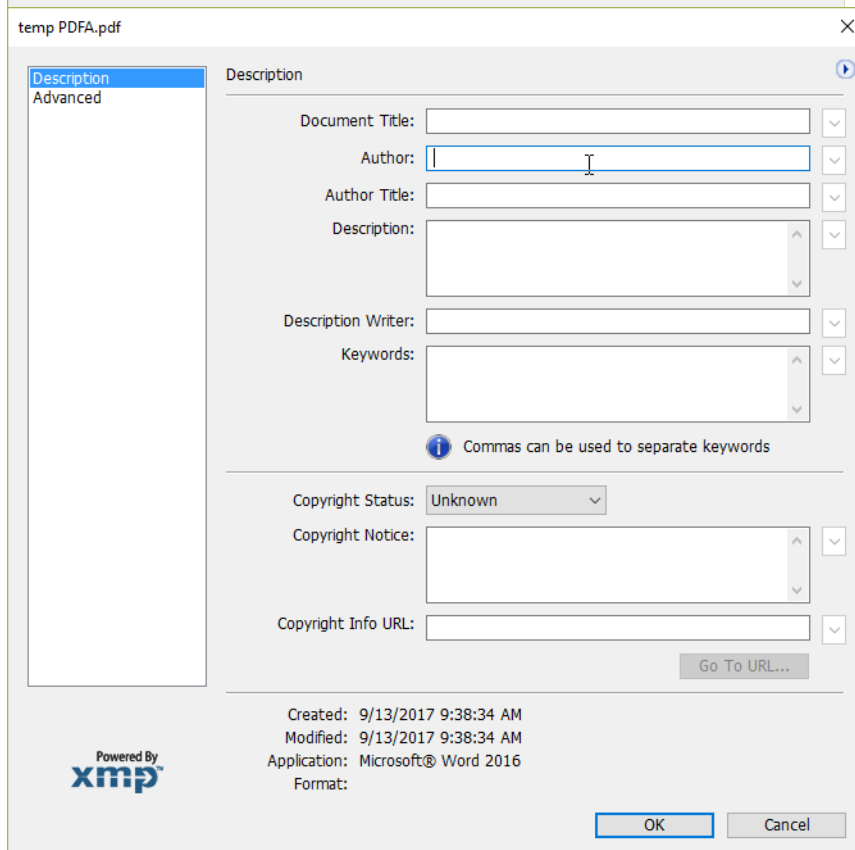 temp PDFA.pdf
Description
Advanced
Description
Document Title:
Author:
Author Title:
Description:
Description Writer:
Keywords:
Commas can be used to separate keywords
Copyright Status: Unknown
Copyright Notice:
Copyright Info URL:
Go To URL...
Created: 9/13/2017 9:38:34 AM
Modified: 9/13/2017 9:38:34 AM
Application: Microsoft® Word 2016
Format:
Powered By
xmp™
OK Cancel